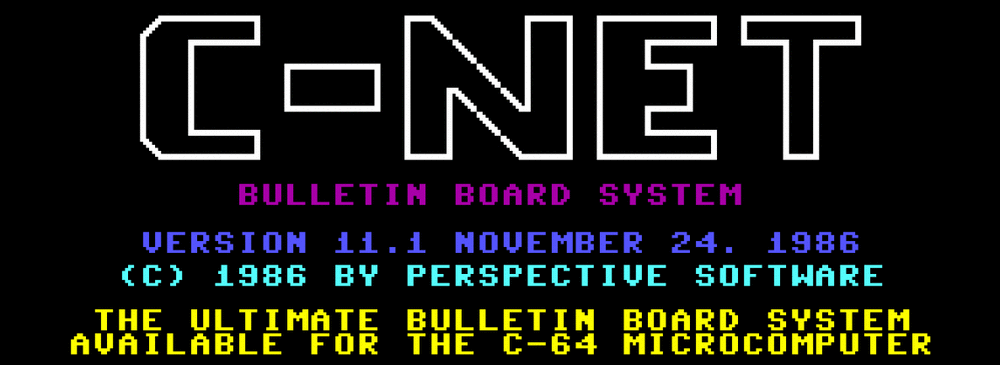 C-NET
BULLETIN BOARD SYSTEM
VERSION 11.1 NOVEMBER 24. 1986
(C) 1986 BY PERSPECTIVE SOFTWARE
THE ULTIMATE BULLETIN BOARD SYSTEM
AVAILABLE FOR THE C-64 MICROCOMPUTER